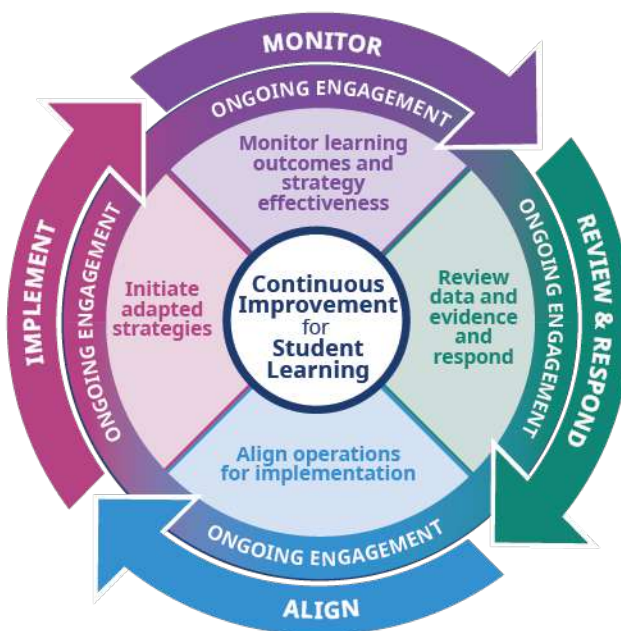 MONITOR
ONGOING ENGAGEMENT
Monitor learning
outcomes and
strategy
effectiveness
REVIEW & RESPOND
ONGOING ENGAGEMENT
Review
data and
evidence
and
respond
ALIGN
ONGOING ENGAGEMENT
Align operations
for implementation
IMPLEMENT
ONGOING ENGAGEMENT
Initiate
adapted
strategies
Continuous
Improvement
for
Student
Learning